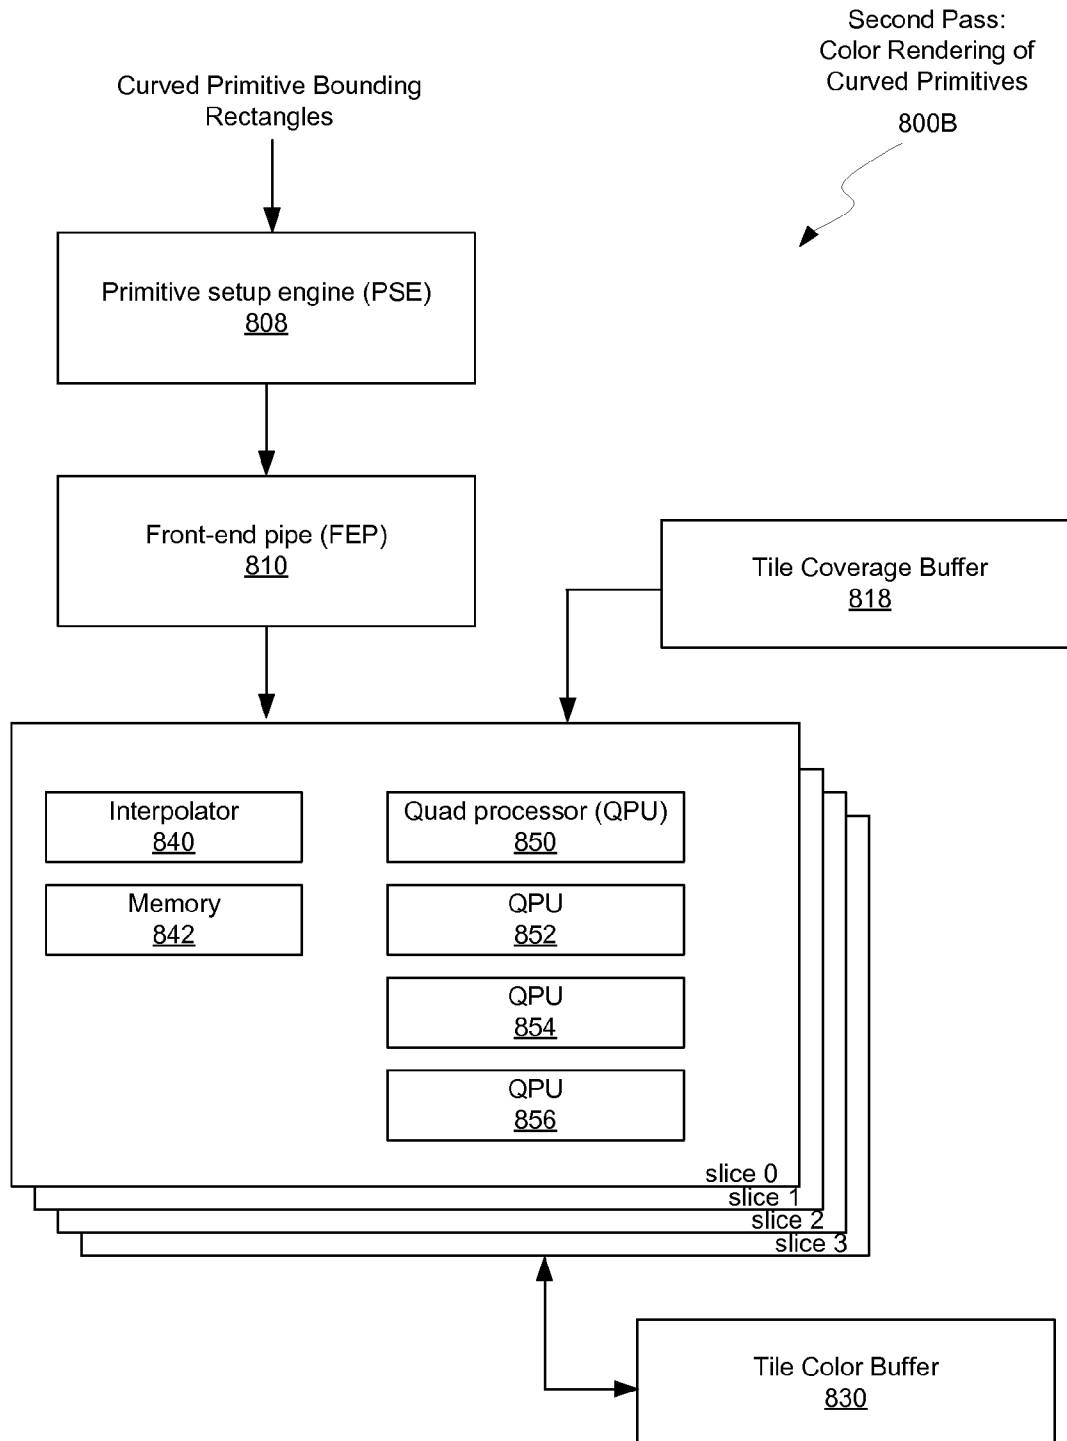 Second Pass:
Color Rendering of
Curved Primitives
800B
Curved Primitive Bounding
Rectangles
Primitive setup engine (PSE)
808
Front-end pipe (FEP)
810
Tile Coverage Buffer
818
Interpolator
840
Memory
842
Quad processor (QPU)
850
QPU
852
QPU
854
QPU
856
slice 0
slice 1
slice 2
slice 3
Tile Color Buffer
830